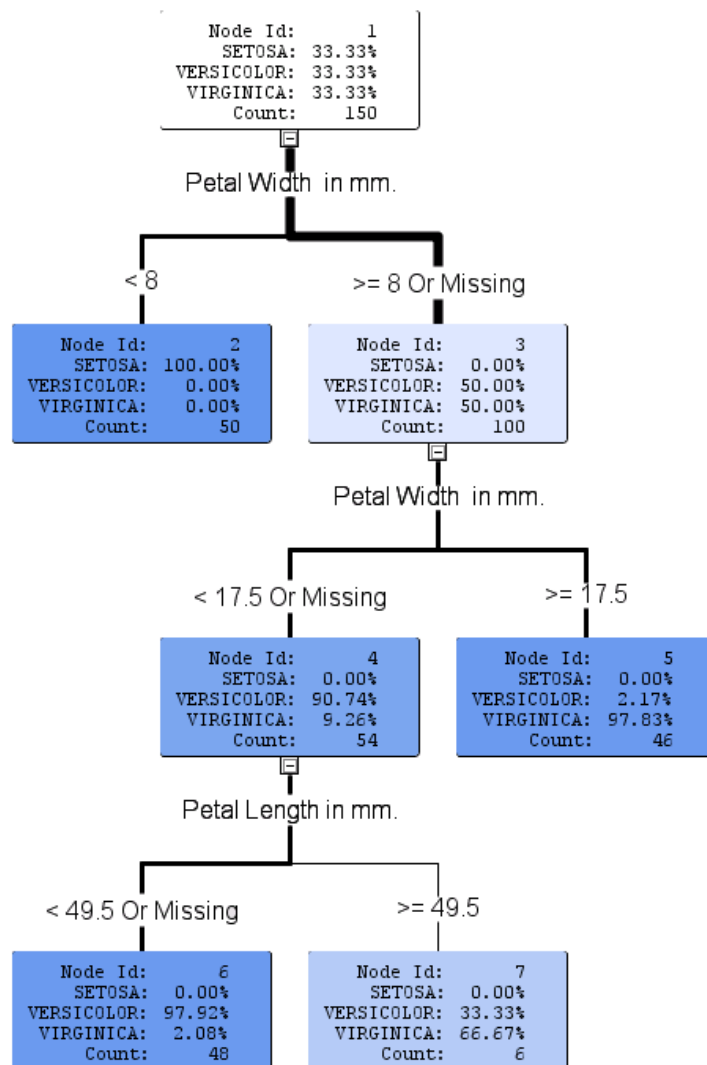 Node Id: 1
SETOSA: 33.33%
VERSICOLOR: 33.33%
VIRGINICA: 33.33%
Count: 150
Petal Width in mm.
< 8
>= 8 Or Missing
Node Id: 2
SETOSA: 100.00%
VERSICOLOR: 0.00%
VIRGINICA: 0.00%
Count: 50
Node Id: 3
SETOSA: 0.00%
VERSICOLOR: 50.00%
VIRGINICA: 50.00%
Count: 100
Petal Width in mm.
< 17.5 Or Missing
>= 17.5
Node Id: 4
SETOSA: 0.00%
VERSICOLOR: 90.74%
VIRGINICA: 9.26%
Count: 54
Node Id: 5
SETOSA: 0.00%
VERSICOLOR: 2.17%
VIRGINICA: 97.83%
Count: 46
Petal Length in mm.
< 49.5 Or Missing
>= 49.5
Node Id: 6
SETOSA: 0.00%
VERSICOLOR: 97.92%
VIRGINICA: 2.08%
Count: 48
Node Id: 7
SETOSA: 0.00%
VERSICOLOR: 33.33%
VIRGINICA: 66.67%
Count: 6